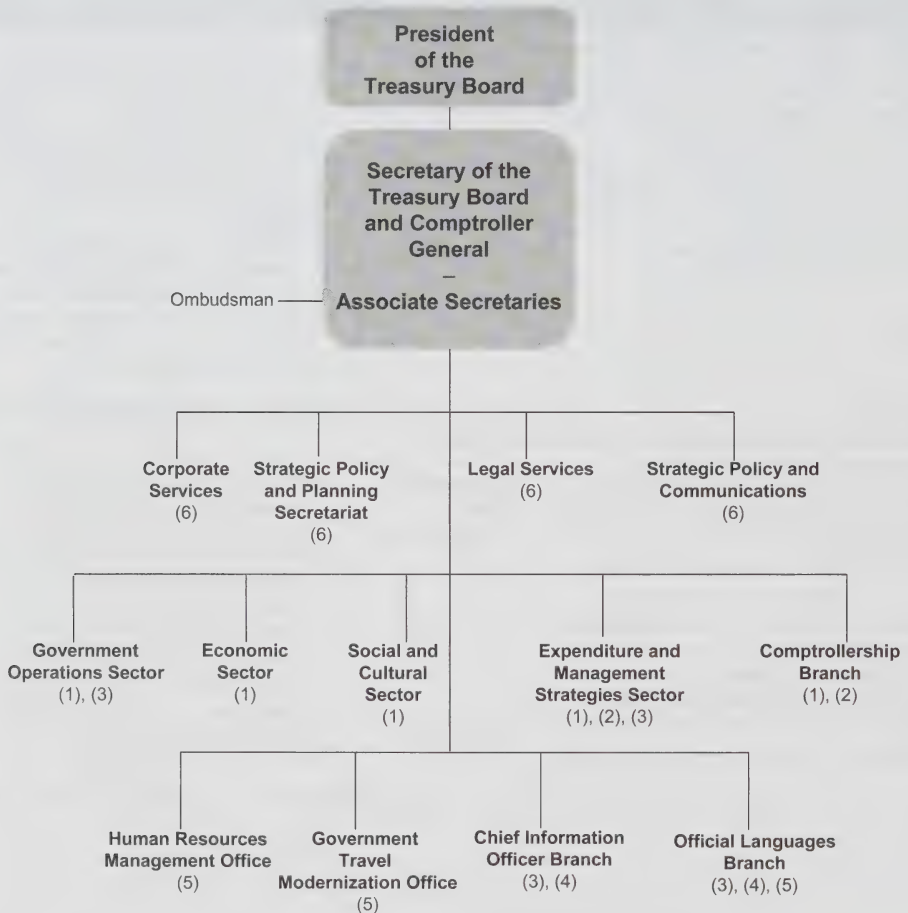 President
of the
Treasury Board
Secretary of the
Treasury Board
and Comptroller
General
–
Associate Secretaries
Ombudsman
Corporate
Services
(6)
Strategic Policy
and Planning
Secretariat
(6)
Legal Services
(6)
Strategic Policy and
Communications
(6)
Government
Operations Sector
(1), (3)
Economic
Sector
(1)
Social and
Cultural
Sector
(1)
Expenditure and
Management
Strategies Sector
(1), (2), (3)
Comptrollership
Branch
(1), (2)
Human Resources
Management Office
(5)
Government
Travel
Modernization Office
(5)
Chief Information
Officer Branch
(3), (4)
Official Languages
Branch
(3), (4), (5)